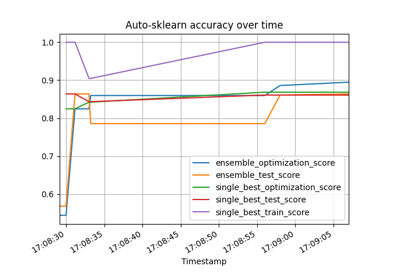 Auto-sklearn accuracy over time
1.0
0.9
0.8
0.7
0.6
ensemble_optimization_score
ensemble_test_score
single_best_optimization_score
single_best_test_score
single_best_train_score
17:08:30
17:08:35
17:08:40
17:08:45
17:08:50
17:08:55
17:09:00
17:09:05
Timestamp